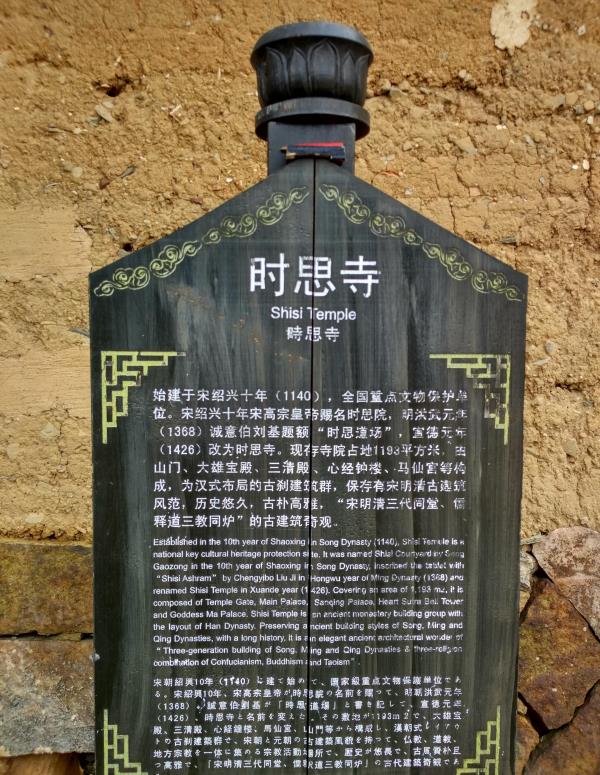 时思寺
Shisi Temple
時思寺
始建于宋绍兴十年（1140），全国重点文物保护单
位。宋绍兴十年宋高宗皇帝赐名时思院，明洪武元年
（1368）诚意伯刘基题额“时思道场”，宣德元年
（1426）改为时思寺。现存寺院占地1193平方米，由
山门、大雄宝殿、三清殿、心经钟楼、马仙宫等构
成，为汉式布局的古刹建筑群，保存有宋明清古建筑
风范，历史悠久，古朴高雅，“宋明清三代同堂、儒
释道三教同炉”的古建筑奇观。
Established in the 10th year of Shaoxing in Song Dynasty (1140), Shisi Temple is a
national key cultural heritage protection site. It was named Shisi Courtyard by Song
Gaozong in the 10th year of Shaoxing in Song Dynasty, inscribed the tablet with
“Shisi Ashram” by Chengyibo Liu Ji in Hongwu year of Ming Dynasty (1368) and
renamed Shisi Temple in Xuande year (1426). Covering an area of 1,193 m2, it is
composed of Temple Gate, Main Palace, Sanqing Palace, Heart Sutra Bell Tower
and Goddess Ma Palace. Shisi Temple is an ancient monastery building group with
the layout of Han Dynasty. Preserving ancient building styles of Song, Ming and
Qing Dynasties, with a long history, it is an elegant ancient architectural wonder of
“Three-generation building of Song, Ming and Qing Dynasties & three-religion
combination of Confucianism, Buddhism and Taoism”.
宋朝紹興10年（1140）に建て始めて、国家級重点文物保護単位であ
る。宋紹興10年、宋高宗皇帝が時思院の名前を賜って、明朝洪武元年
（1368）、誠意伯劉基が「時思道場」と書き記して、宣德元年
（1426）、時思寺と名前を変えた。その敷地が1193m2で、大雄宝
殿、三清殿、心経鐘楼、馬仙宮、山門等から構成し、漢朝式レイアウ
トの古刹建築群で、宋朝と元朝の古建築風貌を持って、仏教、道教、
地方宗教を一体に集める宗教活動場所で、歴史が悠長で、古風質朴且
つ高雅で、「宋明清三代同堂、儒釈道三教同炉」の古代建築奇観であ